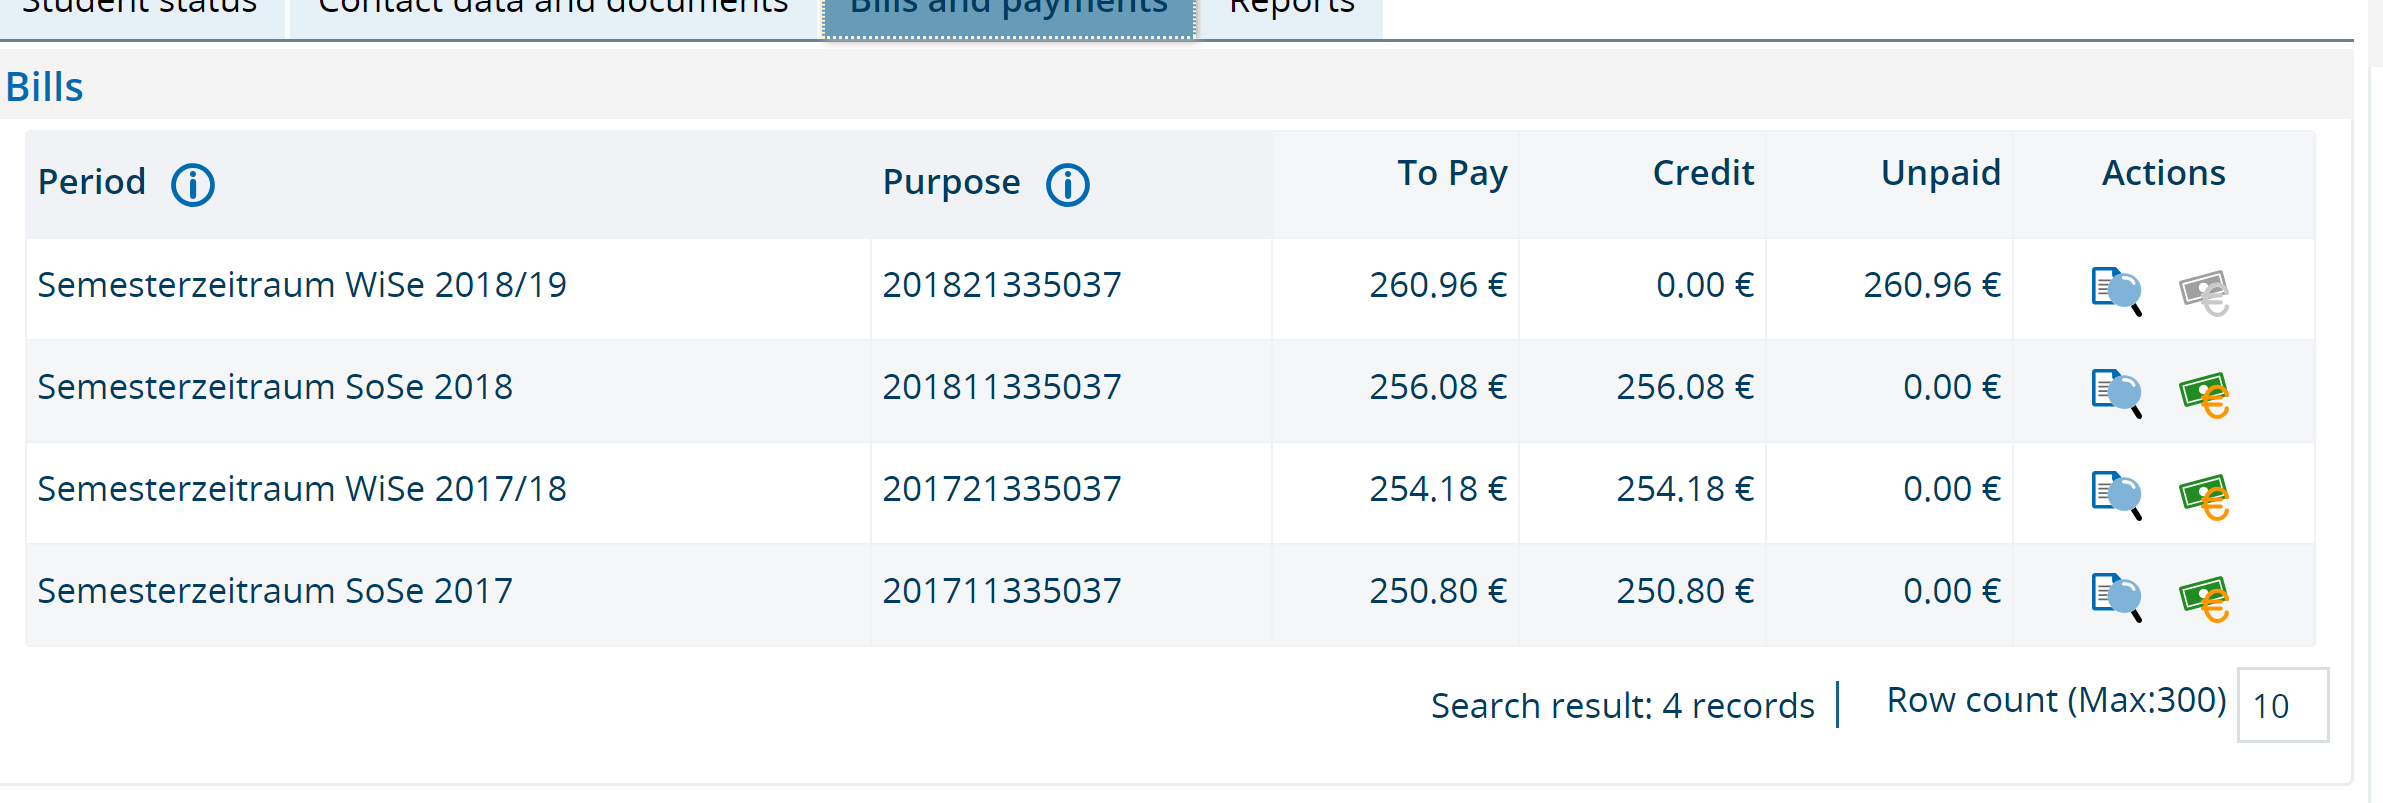 Student status Contact data and documents Bills and payments Reports
Bills
Period Purpose To Pay Credit Unpaid Actions
Semesterzeitraum WiSe 2018/19 201821335037 260.96 € 0.00 € 260.96 €
Semesterzeitraum SoSe 2018 201811335037 256.08 € 256.08 € 0.00 €
Semesterzeitraum WiSe 2017/18 201721335037 254.18 € 254.18 € 0.00 €
Semesterzeitraum SoSe 2017 201711335037 250.80 € 250.80 € 0.00 €
Search result: 4 records Row count (Max:300) 10